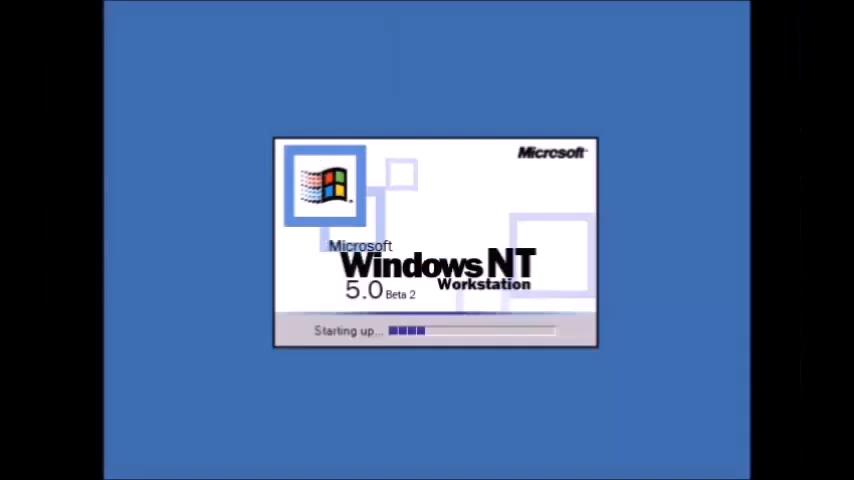 Microsoft
Microsoft
Windows NT
Workstation
5.0 Beta 2
Starting up...